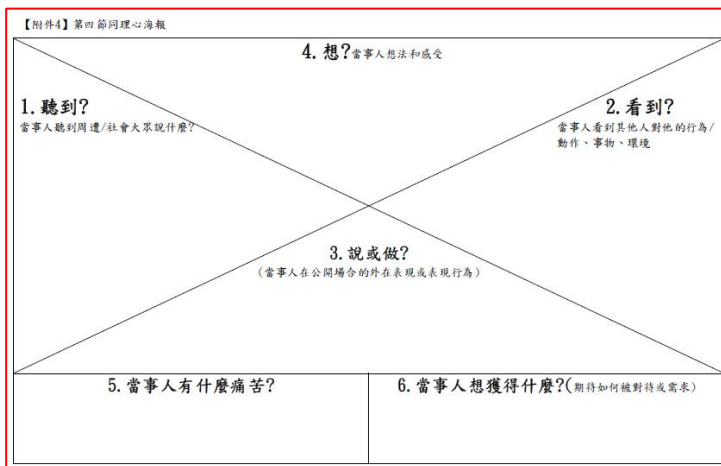 【附件4】第四節同理心海報
4.想?當事人想法和感受
1.聽到?
當事人聽到周遭/社會大眾說什麼?
2.看到?
當事人看到其他人對他的行為/
動作、事物、環境
3.說或做?
(當事人在公開場合的外在表現或表現行為)
5.當事人有什麼痛苦?
6.當事人想獲得什麼?(期待如何被對待或需求)